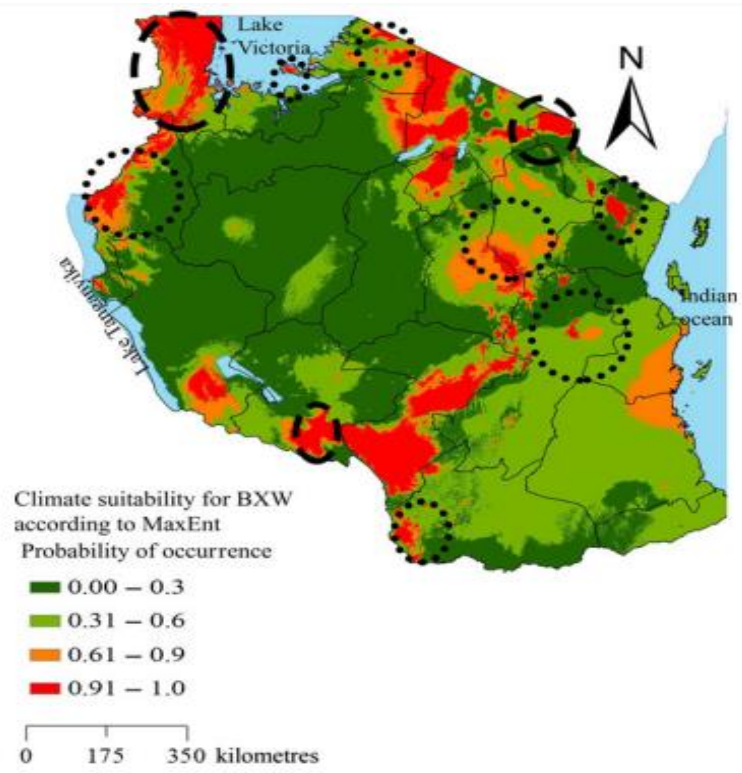 Lake
Victoria
N
Lake Tanganyika
Indian
ocean
Climate suitability for BXW
according to MaxEnt
Probability of occurrence
0.00 – 0.3
0.31 – 0.6
0.61 – 0.9
0.91 – 1.0
0 175 350 kilometres